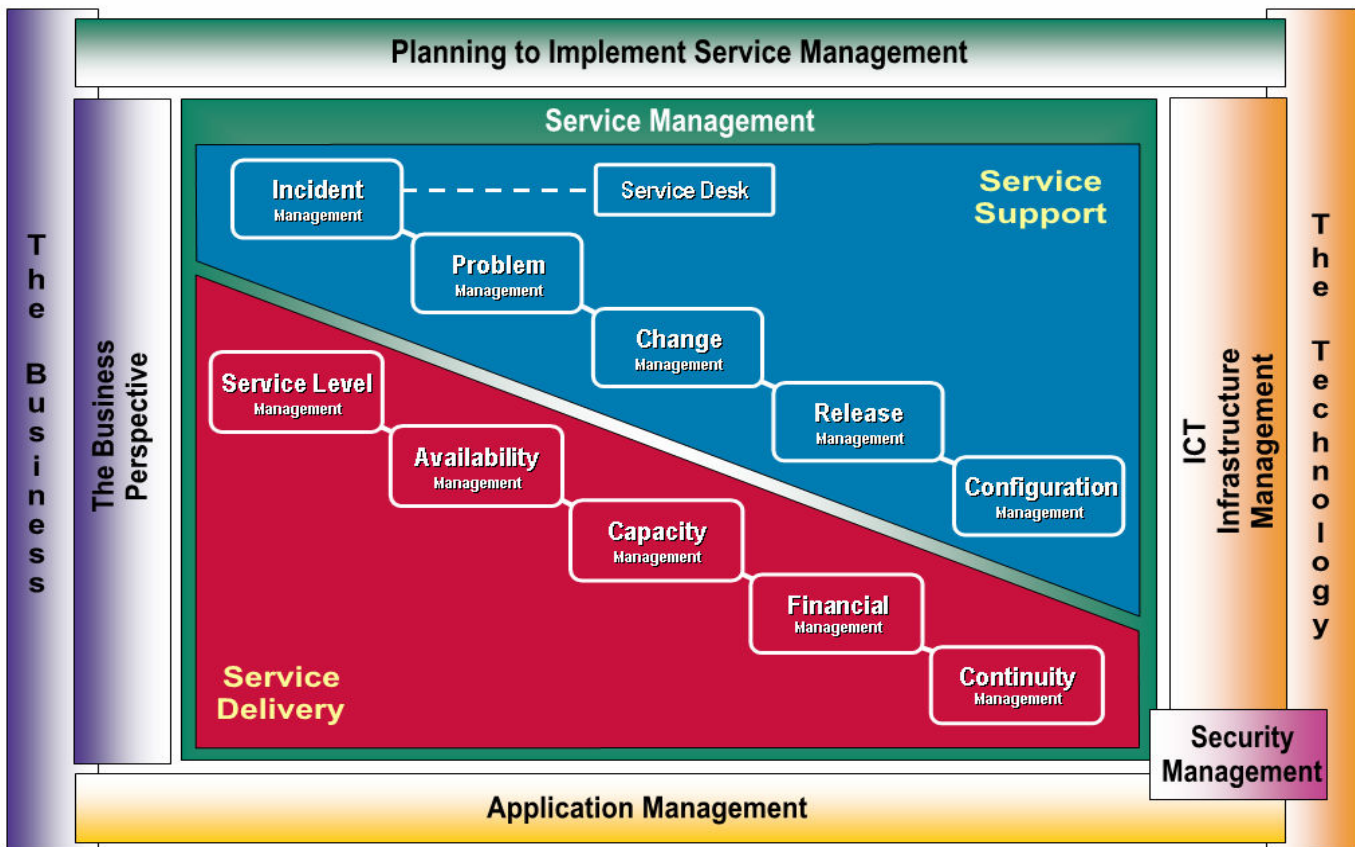 Planning to Implement Service Management
The Business
The Business
Perspective
Service Management
Incident
Management
Service Desk
Service
Support
Problem
Management
Change
Management
Release
Management
Configuration
Management
Service Level
Management
Availability
Management
Capacity
Management
Financial
Management
Continuity
Management
Service
Delivery
ICT
Infrastructure
Management
The Technology
Security
Management
Application Management